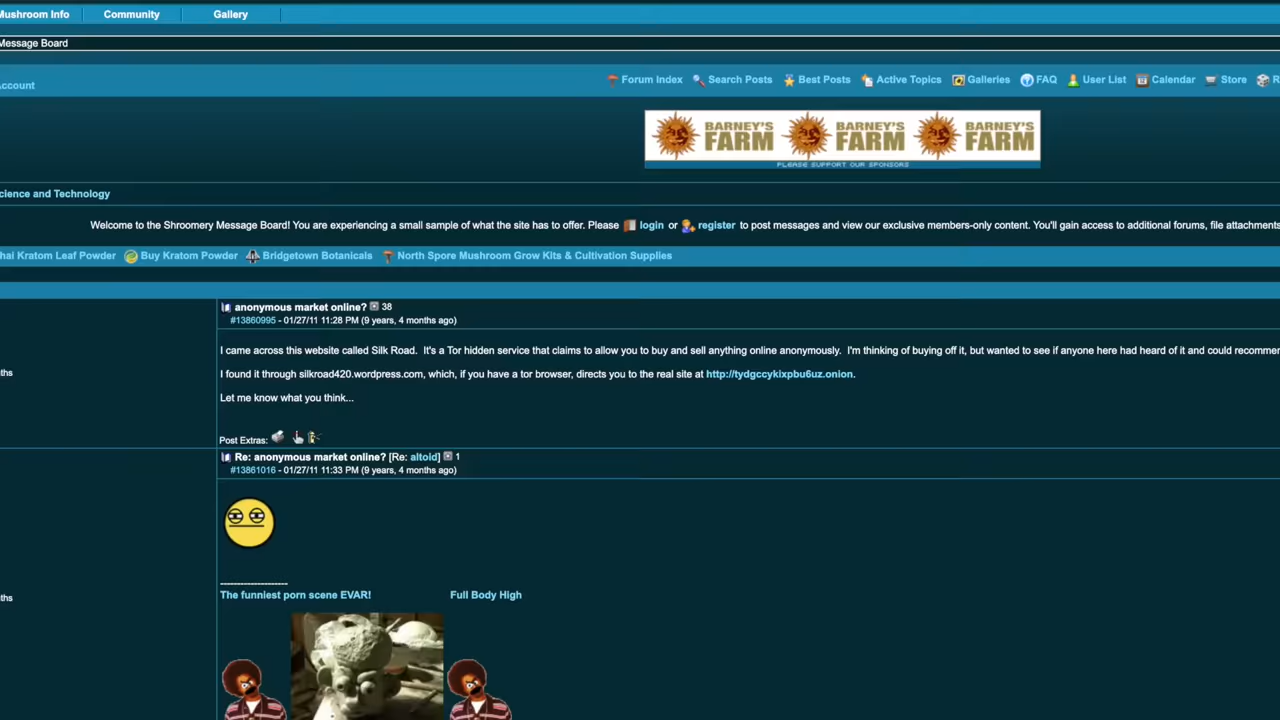 Mushroom Info Community Gallery
Message Board
Account Forum Index Search Posts Best Posts Active Topics Galleries FAQ User List Calendar Store R
BARNEY'S FARM BARNEY'S FARM BARNEY'S FARM
PLEASE SUPPORT OUR SPONSORS
cience and Technology
Welcome to the Shroomery Message Board! You are experiencing a small sample of what the site has to offer. Please login or register to post messages and view our exclusive members-only content. You'll gain access to additional forums, file attachments
hai Kratom Leaf Powder Buy Kratom Powder Bridgetown Botanicals North Spore Mushroom Grow Kits & Cultivation Supplies
anonymous market online? 38
#13860995 - 01/27/11 11:28 PM (9 years, 4 months ago)
I came across this website called Silk Road. It's a Tor hidden service that claims to allow you to buy and sell anything online anonymously. I'm thinking of buying off it, but wanted to see if anyone here had heard of it and could recommen
ths
I found it through silkroad420.wordpress.com, which, if you have a tor browser, directs you to the real site at http://tydgccykixpbu6uz.onion.
Let me know what you think...
Post Extras:
Re: anonymous market online? [Re: altoid] 1
#13861016 - 01/27/11 11:33 PM (9 years, 4 months ago)
--------------------
The funniest porn scene EVAR! Full Body High
ths